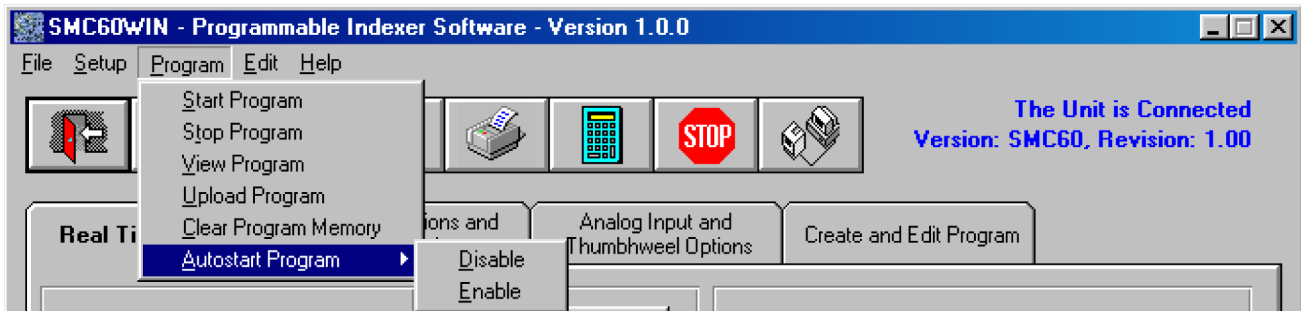 SMC60WIN - Programmable Indexer Software - Version 1.0.0
File Setup Program Edit Help
Start Program
Stop Program
View Program
Upload Program
Clear Program Memory
Autostart Program
Disable
Enable
STOP
The Unit is Connected
Version: SMC60, Revision: 1.00
Real Ti
ions and
Analog Input and
Thumbhweel Options
Create and Edit Program